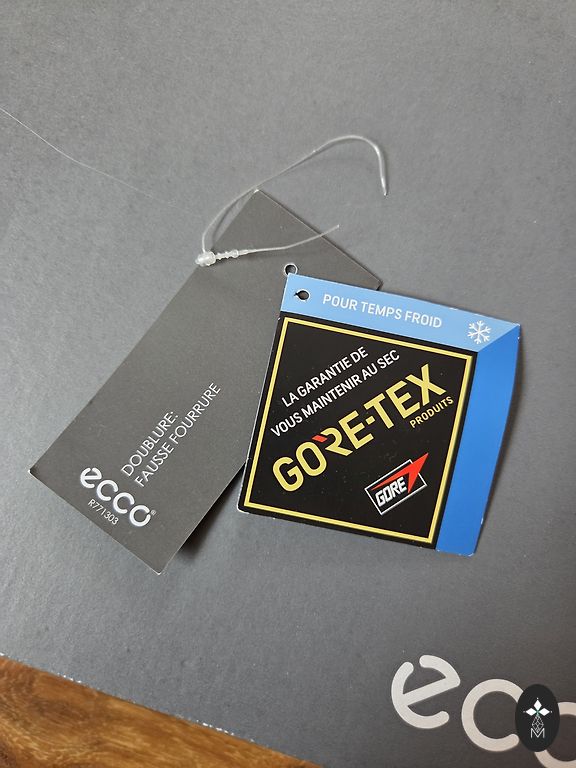 POUR TEMPS FROID
LA GARANTIE DE
VOUS MAINTENIR AU SEC
GORE-TEX
PRODUITS
GORE
DOUBLURE:
FAUSSE FOURRURE
ecco®
R771303
ecc
M